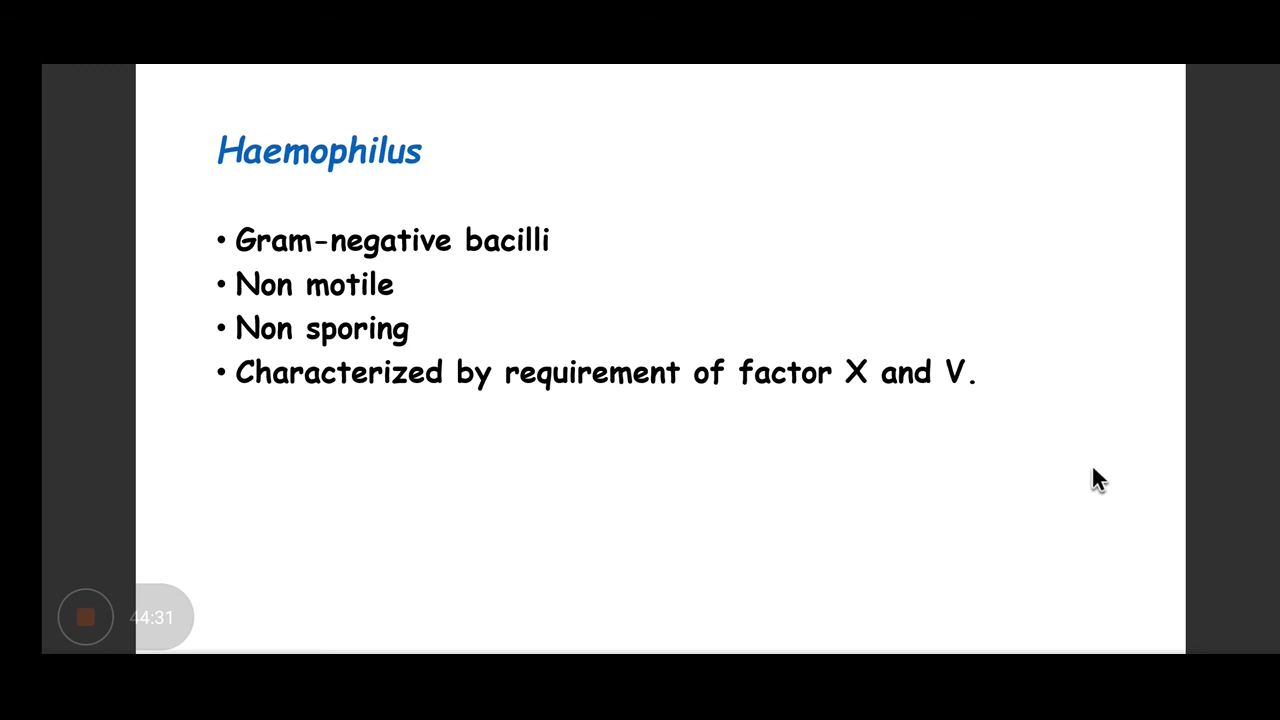 Haemophilus
• Gram-negative bacilli
• Non motile
• Non sporing
• Characterized by requirement of factor X and V.
44:31